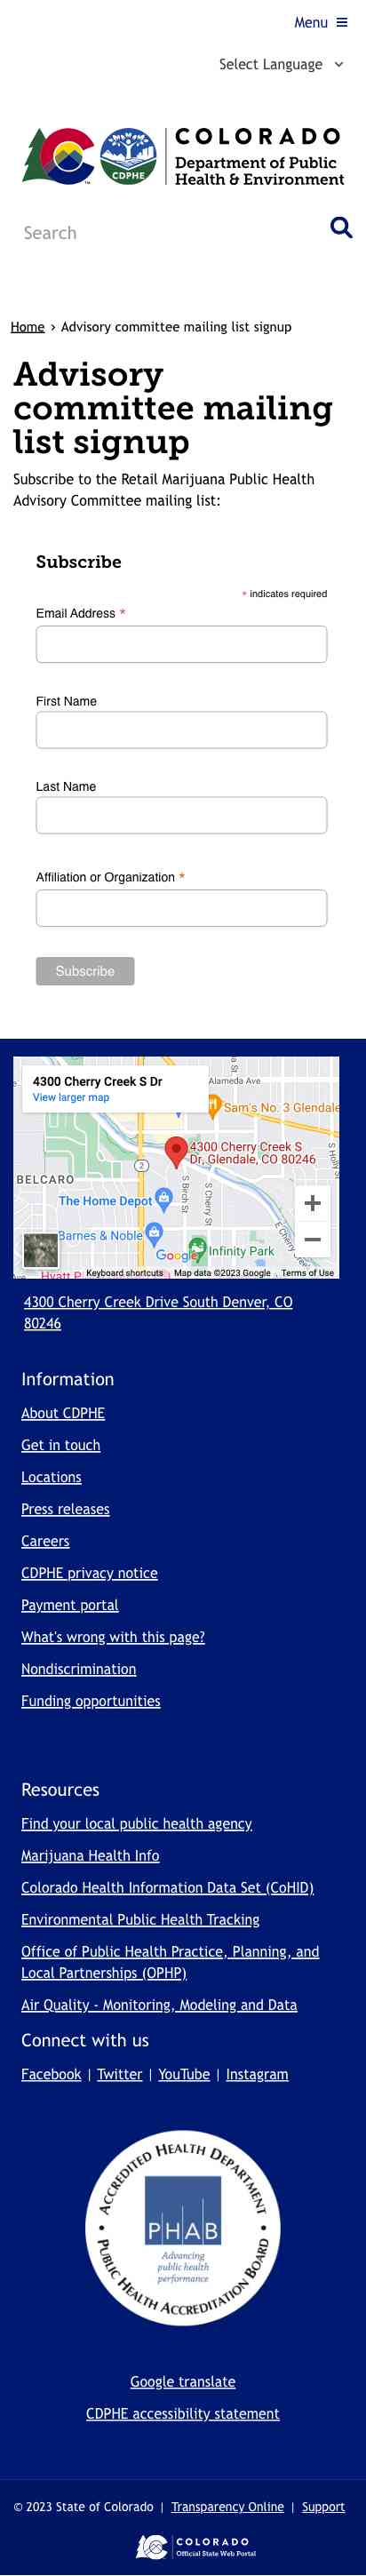 Menu
Select Language
COLORADO
Department of Public
Health & Environment
CDPHE
TM
Search
Home › Advisory committee mailing list signup
Advisory
committee mailing
list signup
Subscribe to the Retail Marijuana Public Health
Advisory Committee mailing list:
Subscribe
* indicates required
Email Address *
First Name
Last Name
Affiliation or Organization *
Subscribe
4300 Cherry Creek S Dr
View larger map
Alameda Ave
Sam's No. 3 Glendale
4300 Cherry Creek S
Dr, Glendale, CO 80246
S Holly St
2
BELCARO
S Birch St
S Cherry St
The Home Depot
Barnes & Noble
Google
Infinity Park
Hyatt P
Keyboard shortcuts
Map data ©2023 Google
Terms of Use
4300 Cherry Creek Drive South Denver, CO
80246
Information
About CDPHE
Get in touch
Locations
Press releases
Careers
CDPHE privacy notice
Payment portal
What's wrong with this page?
Nondiscrimination
Funding opportunities
Resources
Find your local public health agency
Marijuana Health Info
Colorado Health Information Data Set (CoHID)
Environmental Public Health Tracking
Office of Public Health Practice, Planning, and
Local Partnerships (OPHP)
Air Quality - Monitoring, Modeling and Data
Connect with us
Facebook | Twitter | YouTube | Instagram
ACCREDITED HEALTH DEPARTMENT
PHAB
Advancing
public health
performance
PUBLIC HEALTH ACCREDITATION BOARD
Google translate
CDPHE accessibility statement
© 2023 State of Colorado | Transparency Online | Support
COLORADO
Official State Web Portal